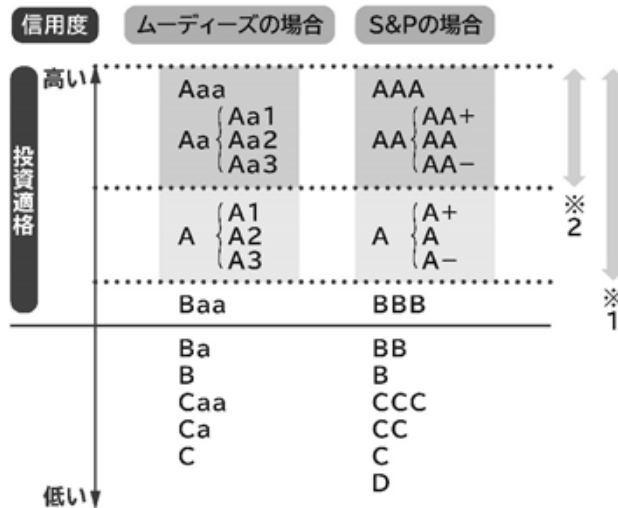 信用度 ムーディーズの場合 S&Pの場合
高い
Aaa AAA
Aa1 AA+
Aa Aa2 AA AA
Aa3 AA−
投資適格
※2
A1 A+
A A2 A A
A3 A−
※1
Baa BBB
Ba BB
B B
Caa CCC
Ca CC
C C
D
低い